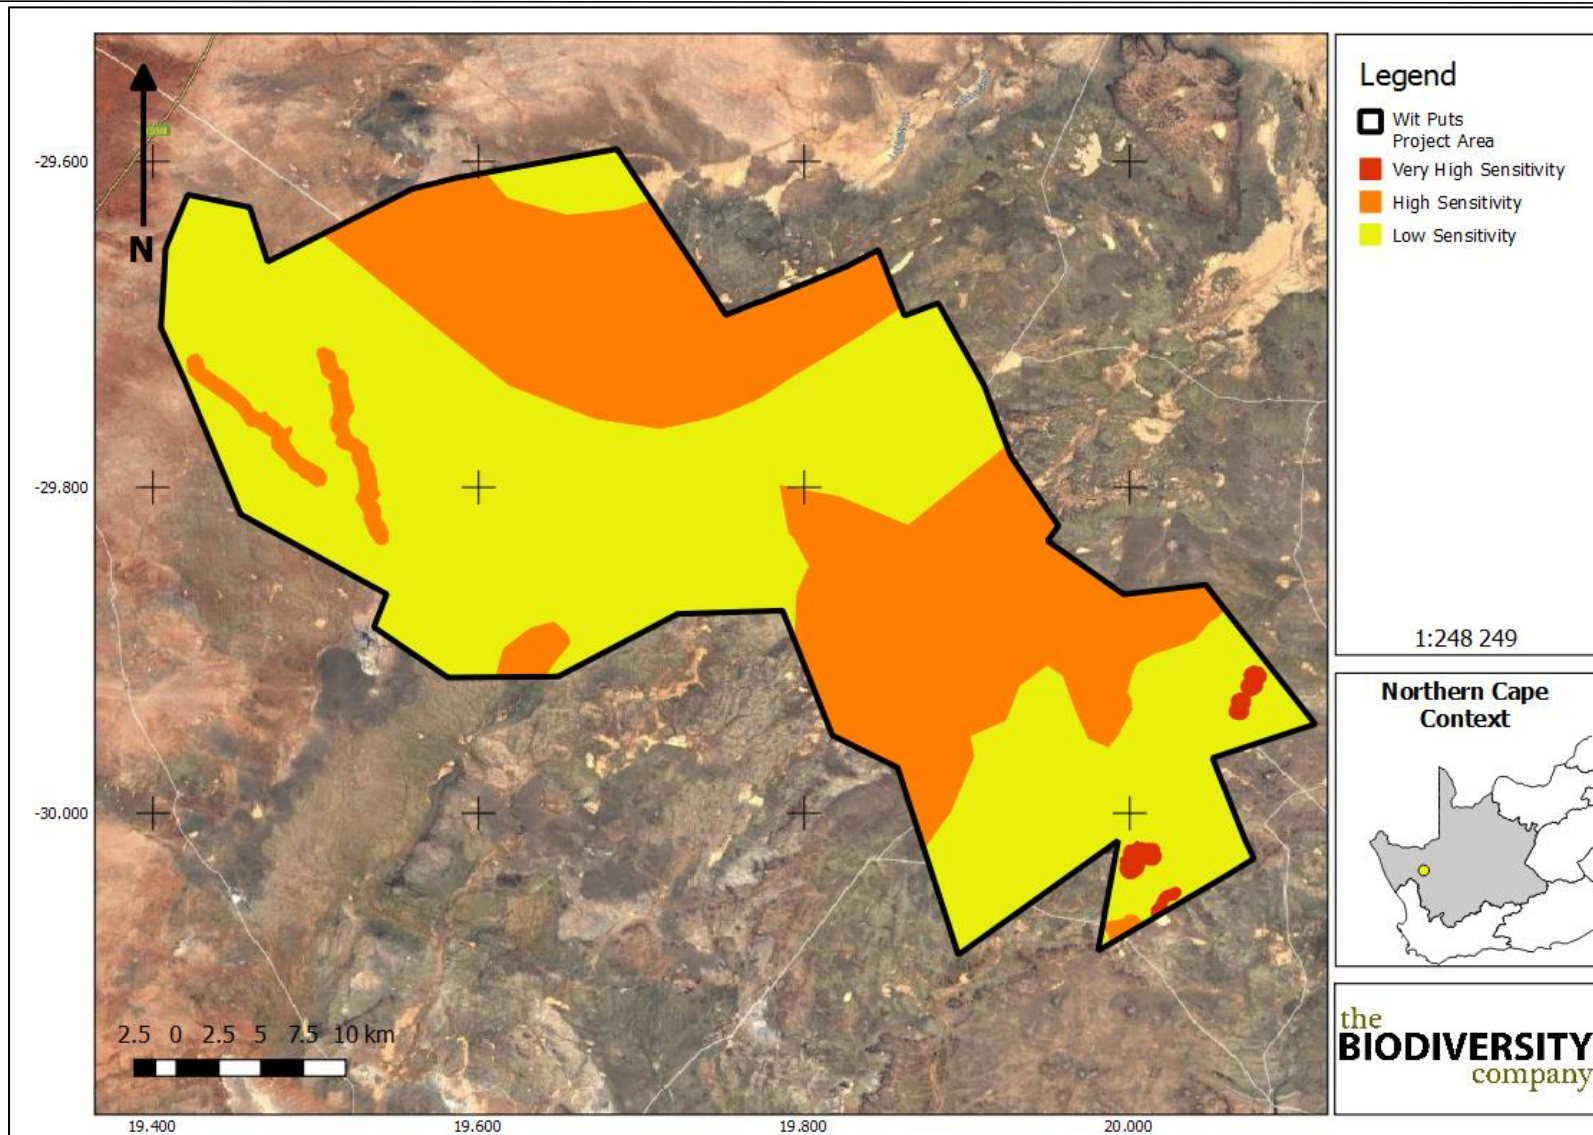 N
-29.600
-29.800
-30.000
19.400
19.600
19.800
20.000
2.5 0 2.5 5 7.5 10 km
Legend
Wit Puts
Project Area
Very High Sensitivity
High Sensitivity
Low Sensitivity
1:248 249
Northern Cape
Context
the
BIODIVERSITY
company